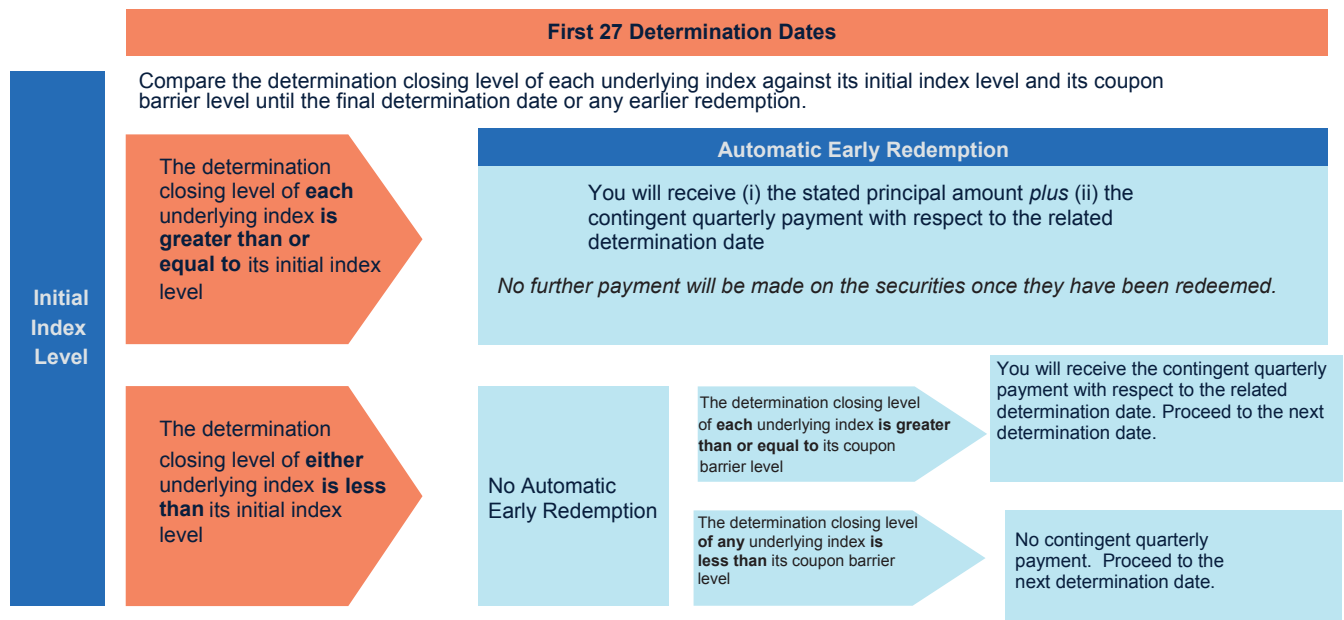 First 27 Determination Dates
Compare the determination closing level of each underlying index against its initial index level and its coupon
barrier level until the final determination date or any earlier redemption.
Initial
Index
Level
The determination
closing level of each
underlying index is
greater than or
equal to its initial index
level
Automatic Early Redemption
You will receive (i) the stated principal amount plus (ii) the
contingent quarterly payment with respect to the related
determination date
No further payment will be made on the securities once they have been redeemed.
The determination
closing level of either
underlying index is less
than its initial index
level
No Automatic
Early Redemption
The determination closing level
of each underlying index is greater
than or equal to its coupon
barrier level
You will receive the contingent quarterly
payment with respect to the related
determination date. Proceed to the next
determination date.
The determination closing level
of any underlying index is
less than its coupon barrier
level
No contingent quarterly
payment.  Proceed to the
next determination date.